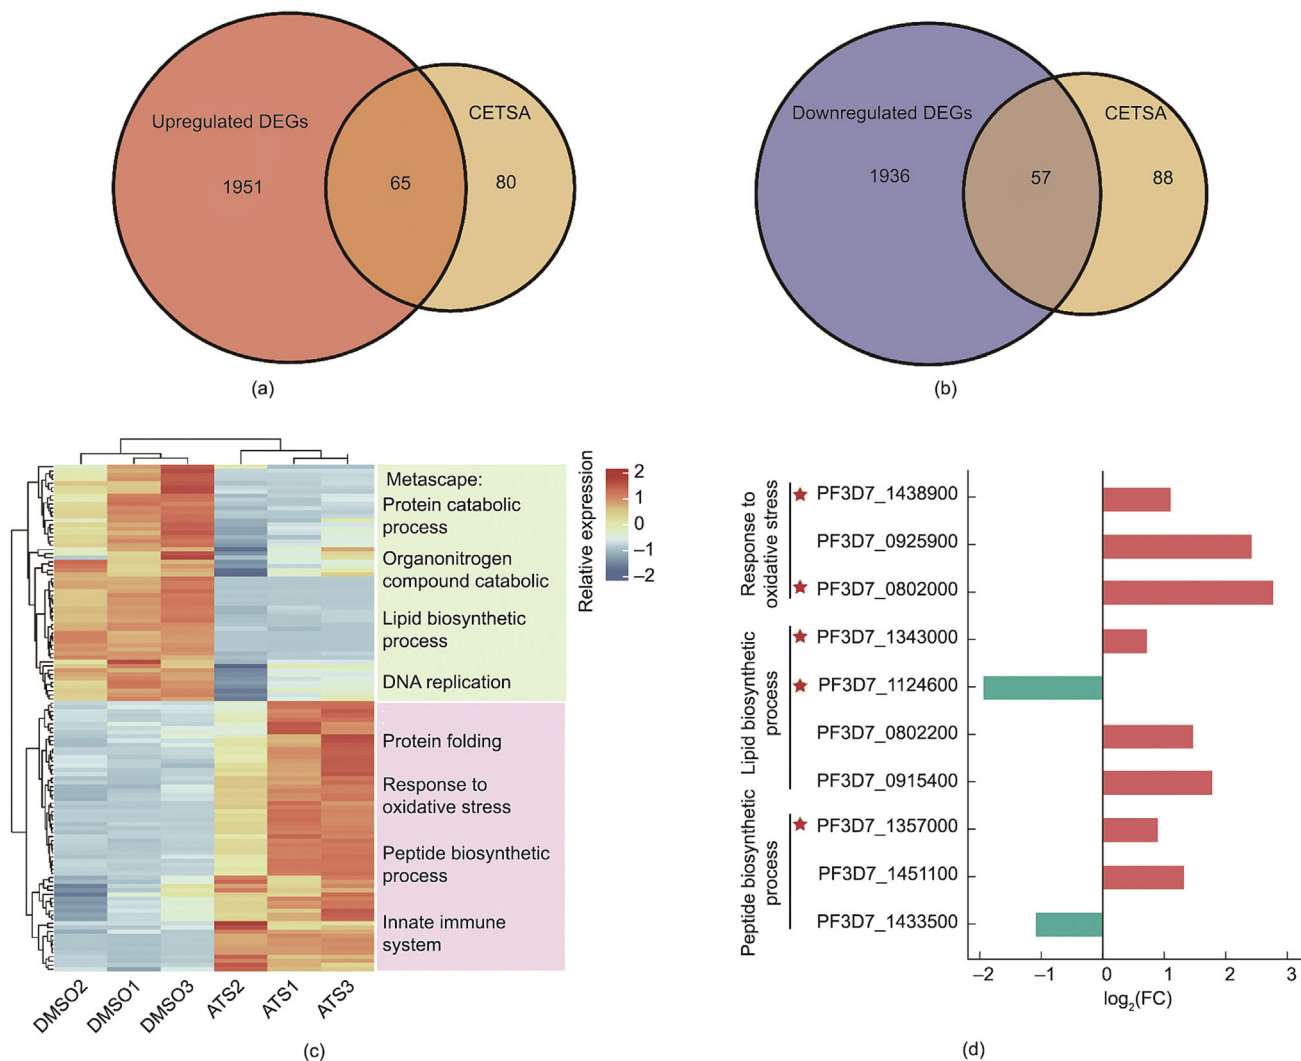 Upregulated DEGs
CETSA
1951
65
80
(a)
Downregulated DEGs
CETSA
1936
57
88
(b)
Metascape:
Protein catabolic
process
Organonitrogen
compound catabolic
Lipid biosynthetic
process
DNA replication
Protein folding
Response to
oxidative stress
Peptide biosynthetic
process
Innate immune
system
Relative expression
2
1
0
−1
−2
DMSO2
DMSO1
DMSO3
ATS2
ATS1
ATS3
(c)
Response to
oxidative stress
PF3D7_1438900
PF3D7_0925900
PF3D7_0802000
Lipid biosynthetic
process
PF3D7_1343000
PF3D7_1124600
PF3D7_0802200
PF3D7_0915400
Peptide biosynthetic
process
PF3D7_1357000
PF3D7_1451100
PF3D7_1433500
−2
−1
0
1
2
3
log₂(FC)
(d)